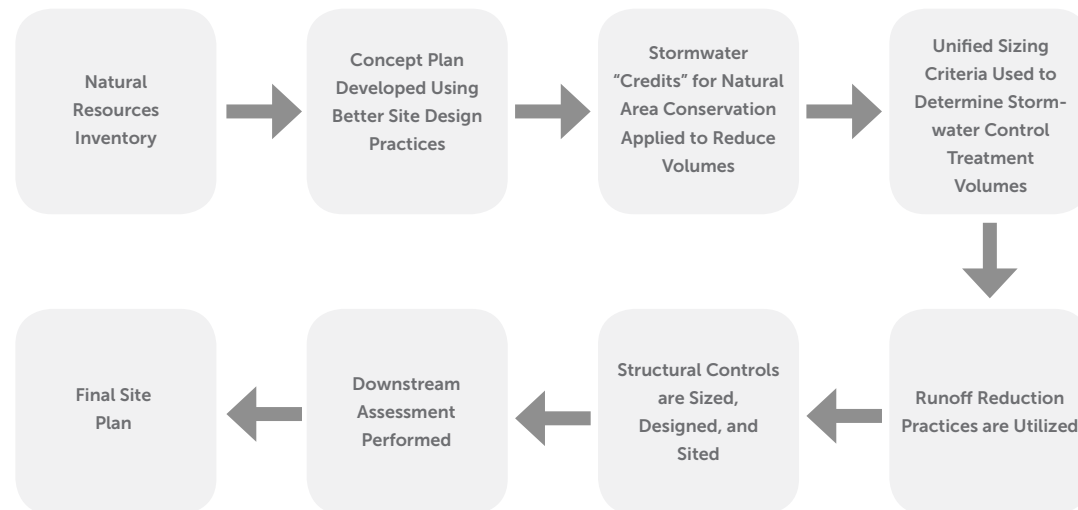 Natural
Resources
Inventory
Concept Plan
Developed Using
Better Site Design
Practices
Stormwater
“Credits” for Natural
Area Conservation
Applied to Reduce
Volumes
Unified Sizing
Criteria Used to
Determine Storm-
water Control
Treatment
Volumes
Runoff Reduction
Practices are Utilized
Structural Controls
are Sized,
Designed, and
Sited
Downstream
Assessment
Performed
Final Site
Plan